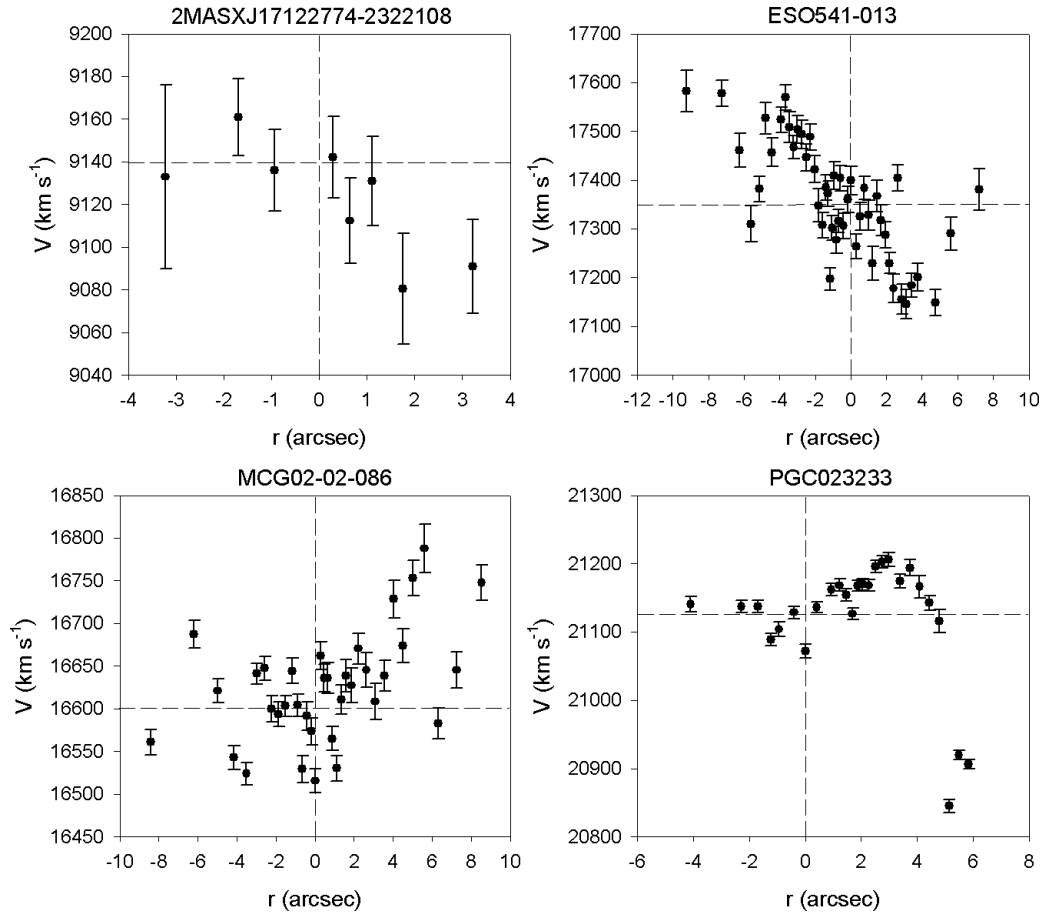 2MASXJ17122774-2322108
9200
9180
9160
9140
9120
9100
9080
9060
9040
V (km s-1)
-4 -3 -2 -1 0 1 2 3 4
r (arcsec)
ESO541-013
17700
17600
17500
17400
17300
17200
17100
17000
V (km s-1)
-12 -10 -8 -6 -4 -2 0 2 4 6 8 10
r (arcsec)
MCG02-02-086
16850
16800
16750
16700
16650
16600
16550
16500
16450
V (km s-1)
-10 -8 -6 -4 -2 0 2 4 6 8 10
r (arcsec)
PGC023233
21300
21200
21100
21000
20900
20800
V (km s-1)
-6 -4 -2 0 2 4 6 8
r (arcsec)